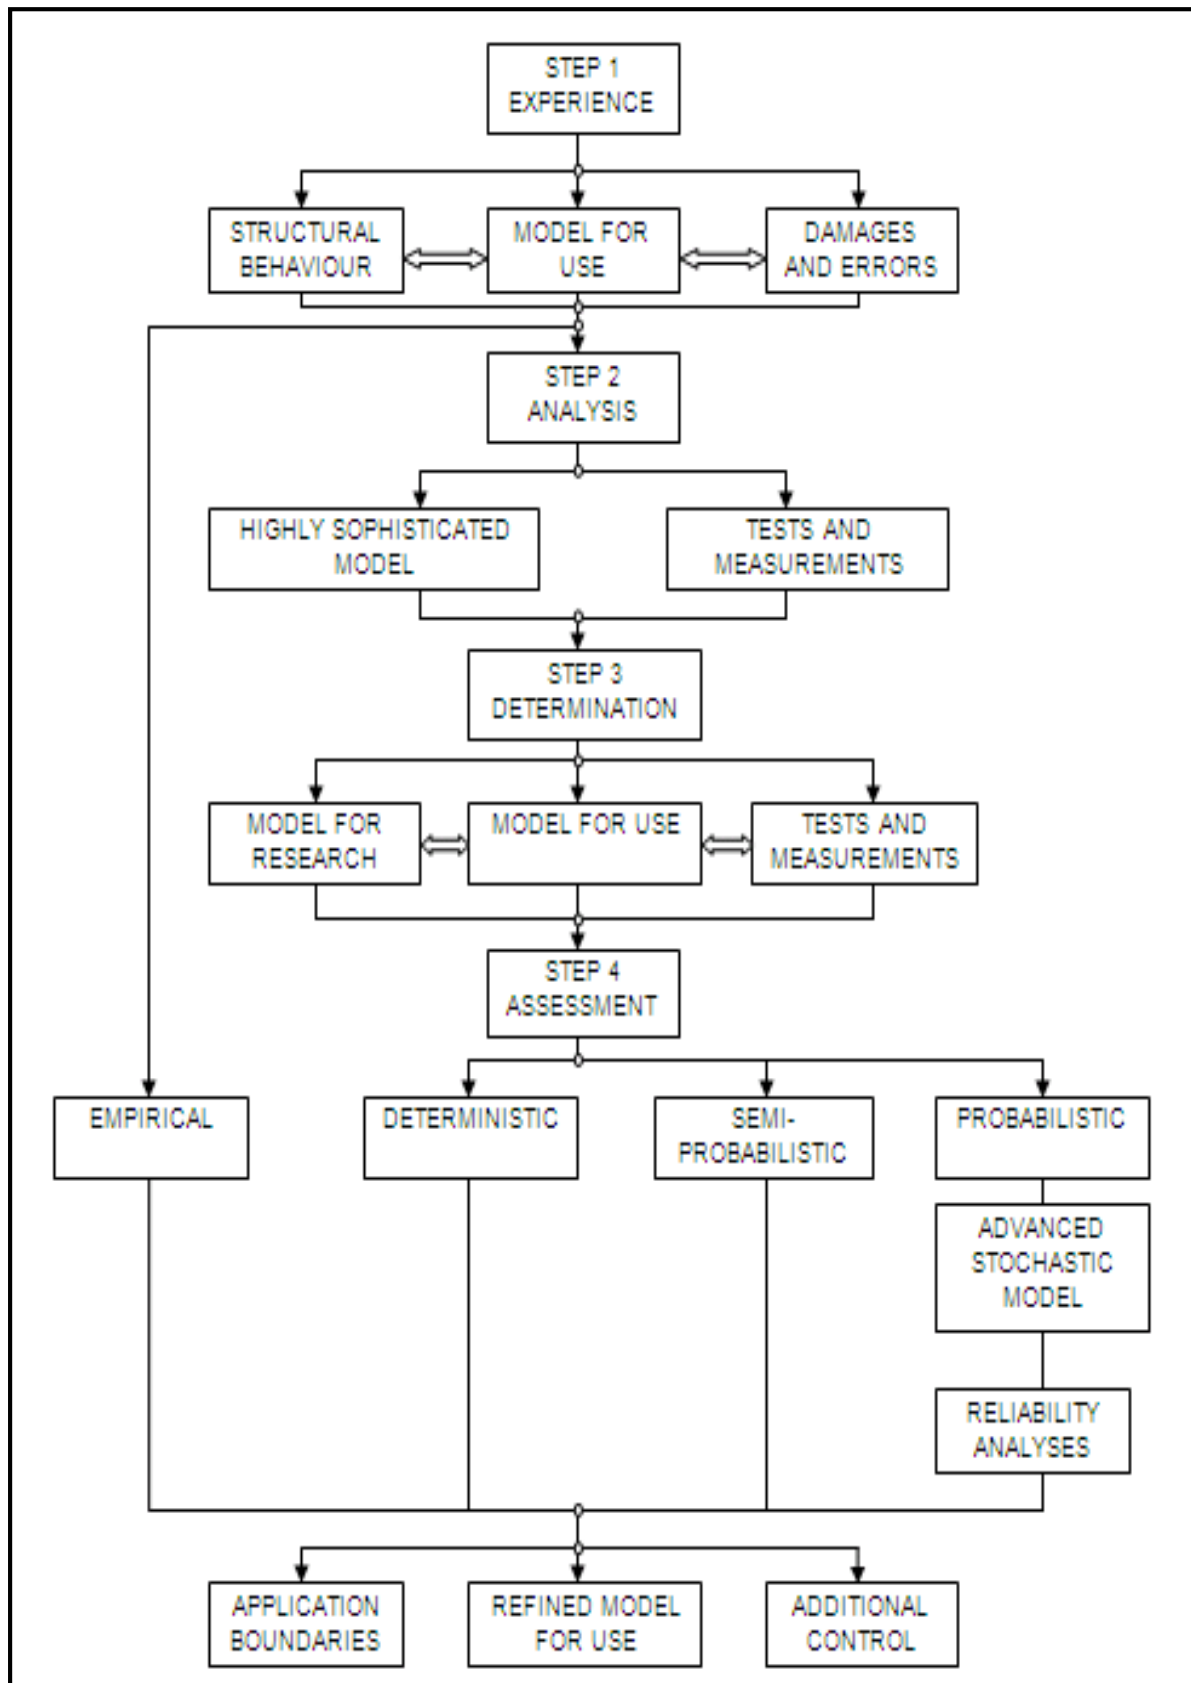 STEP 1
EXPERIENCE
STRUCTURAL
BEHAVIOUR
MODEL FOR
USE
DAMAGES
AND ERRORS
STEP 2
ANALYSIS
HIGHLY SOPHISTICATED
MODEL
TESTS AND
MEASUREMENTS
STEP 3
DETERMINATION
MODEL FOR
RESEARCH
MODEL FOR USE
TESTS AND
MEASUREMENTS
STEP 4
ASSESSMENT
EMPIRICAL
DETERMINISTIC
SEMI-
PROBABILISTIC
PROBABILISTIC
ADVANCED
STOCHASTIC
MODEL
RELIABILITY
ANALYSES
APPLICATION
BOUNDARIES
REFINED MODEL
FOR USE
ADDITIONAL
CONTROL